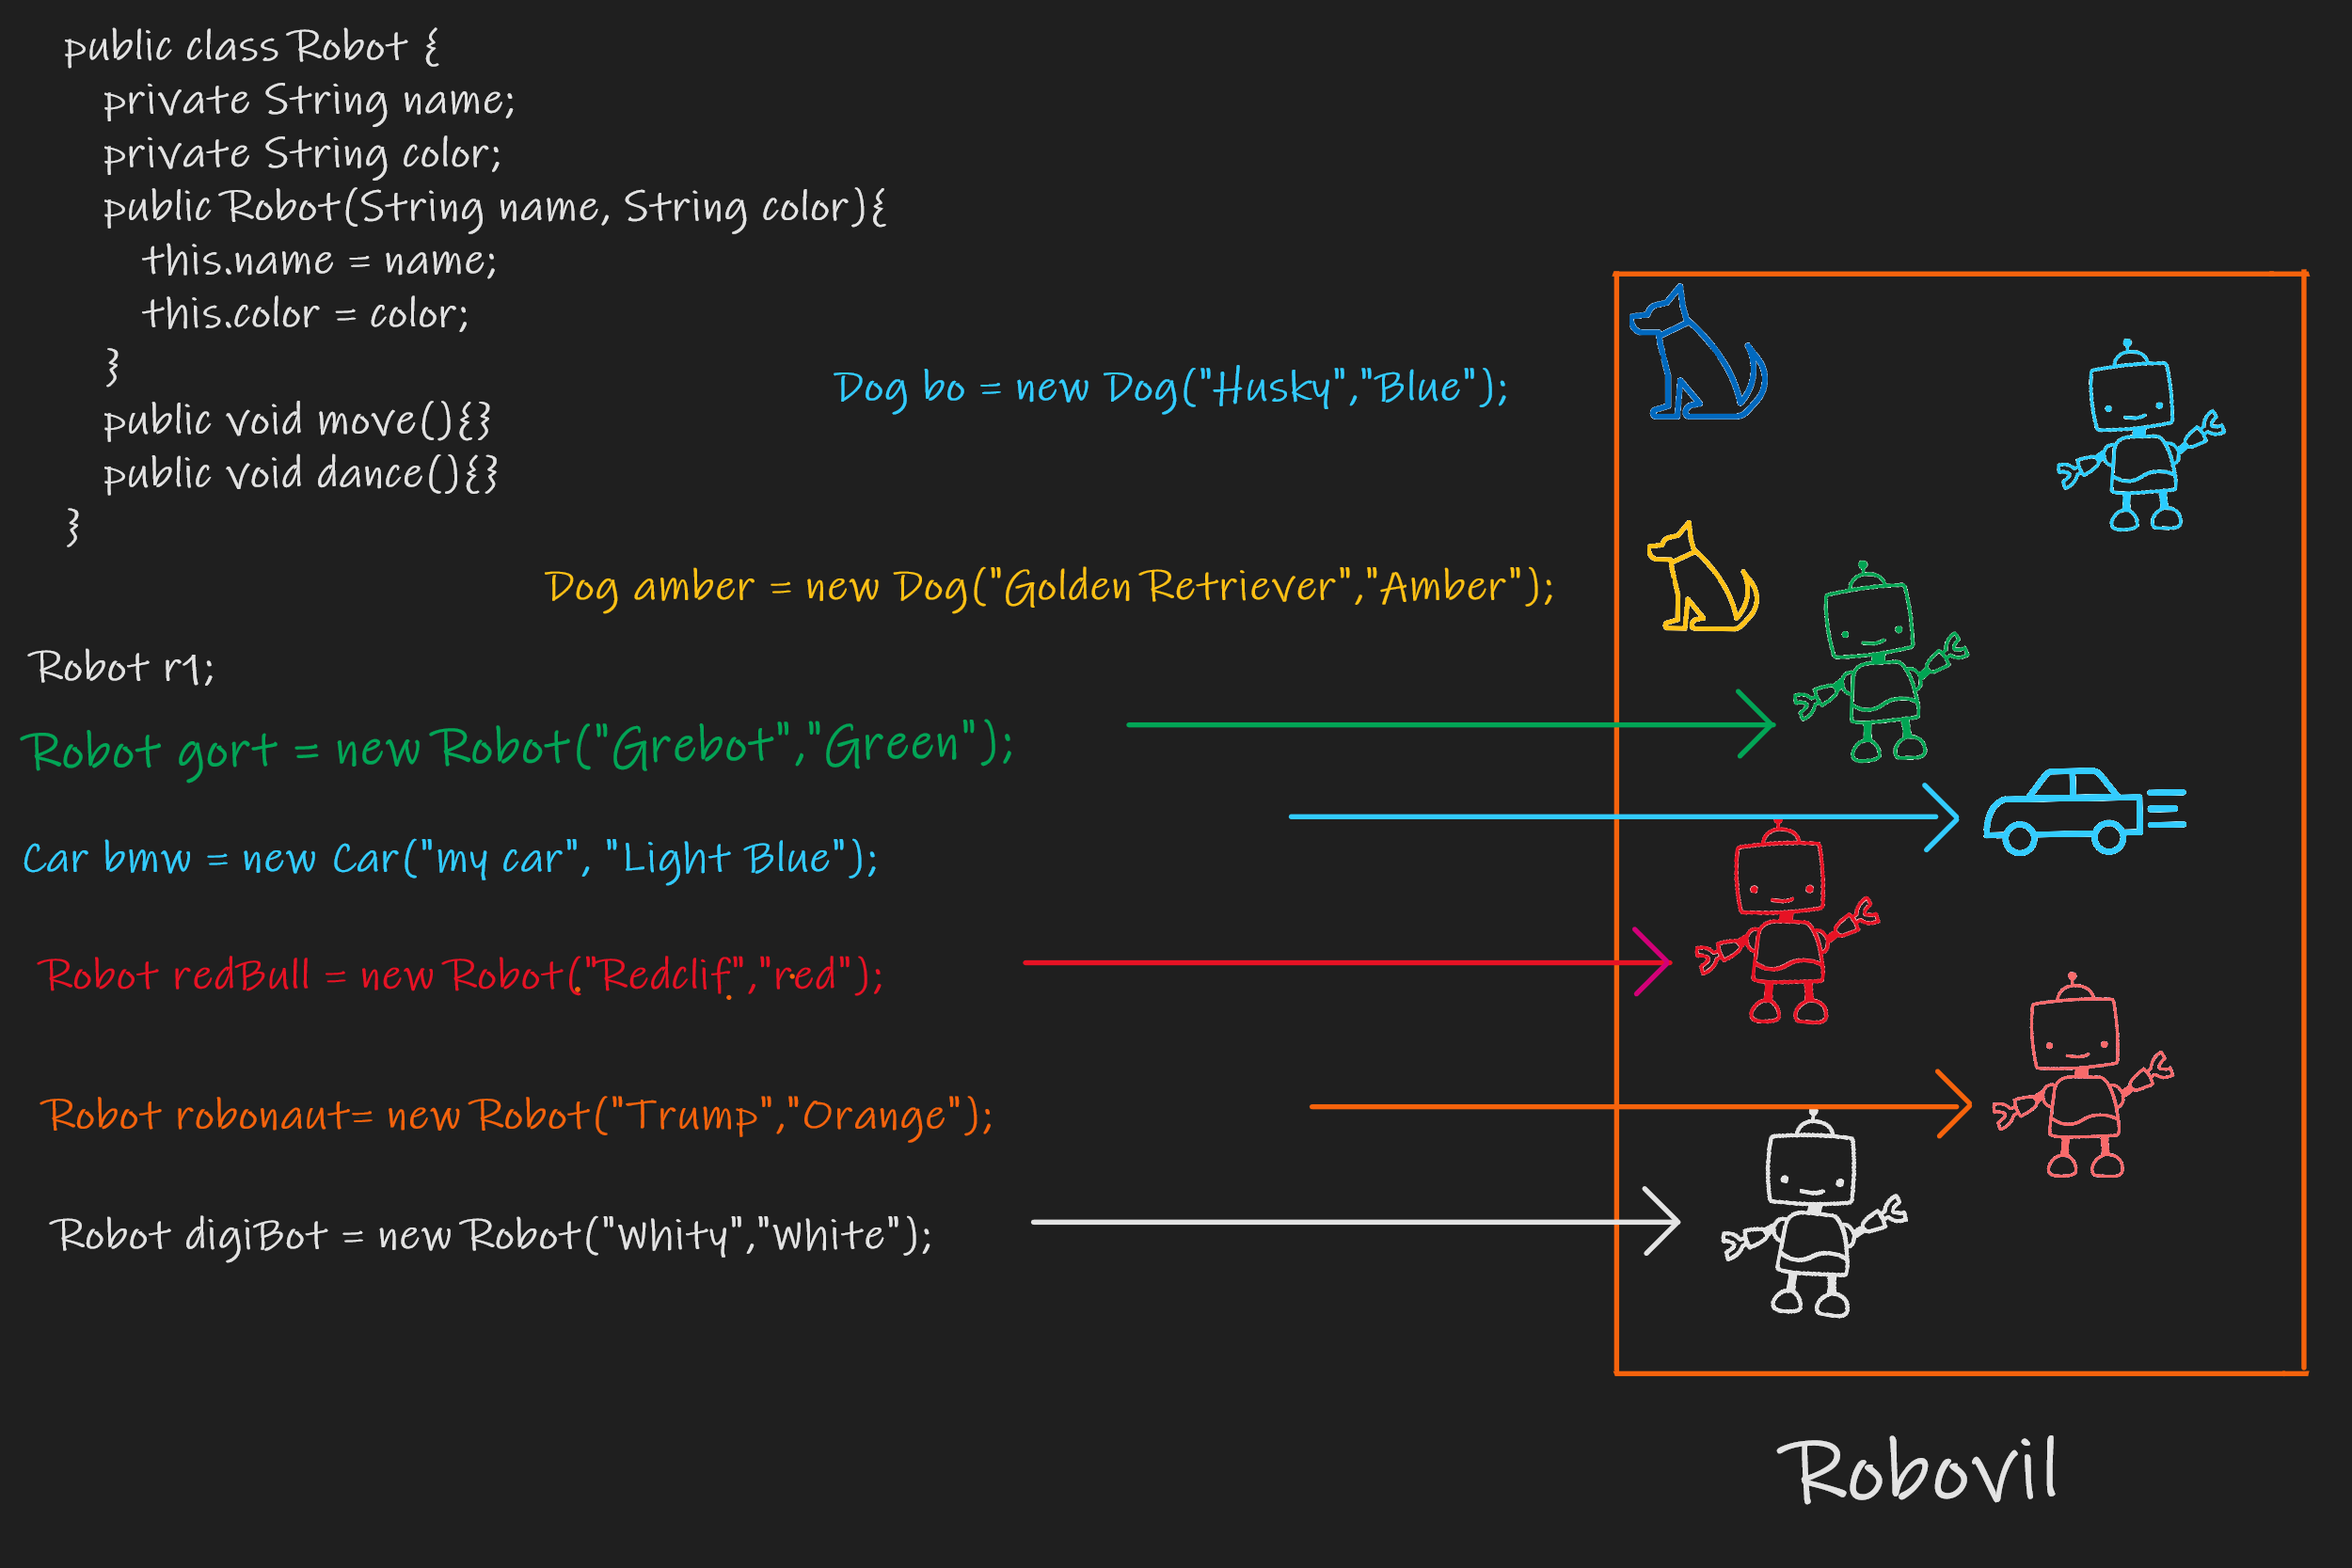 public class Robot {
private String name;
private String color;
public Robot(String name, String color){
this.name = name;
this.color = color;
}
public void move(){}
public void dance(){}
}
Dog bo = new Dog("Husky","Blue");
Dog amber = new Dog("Golden Retriever","Amber");
Robot r1;
Robot gort = new Robot("Grebot","Green");
Car bmw = new Car("my car", "Light Blue");
Robot redBull = new Robot("Redclif","red");
Robot robonaut= new Robot("Trump","Orange");
Robot digiBot = new Robot("Whity","White");
Robovil